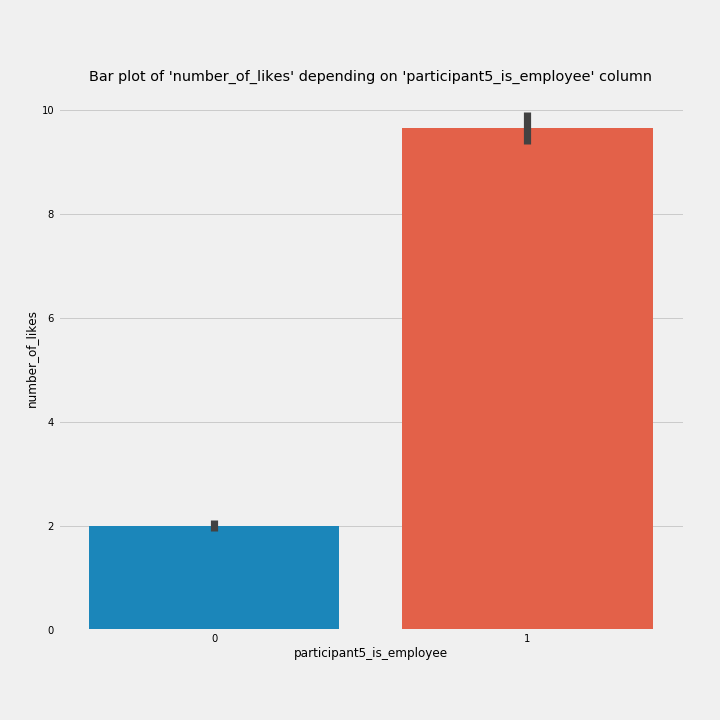 Bar plot of 'number_of_likes' depending on 'participant5_is_employee' column
10
8
6
4
2
0
number_of_likes
0 1
participant5_is_employee